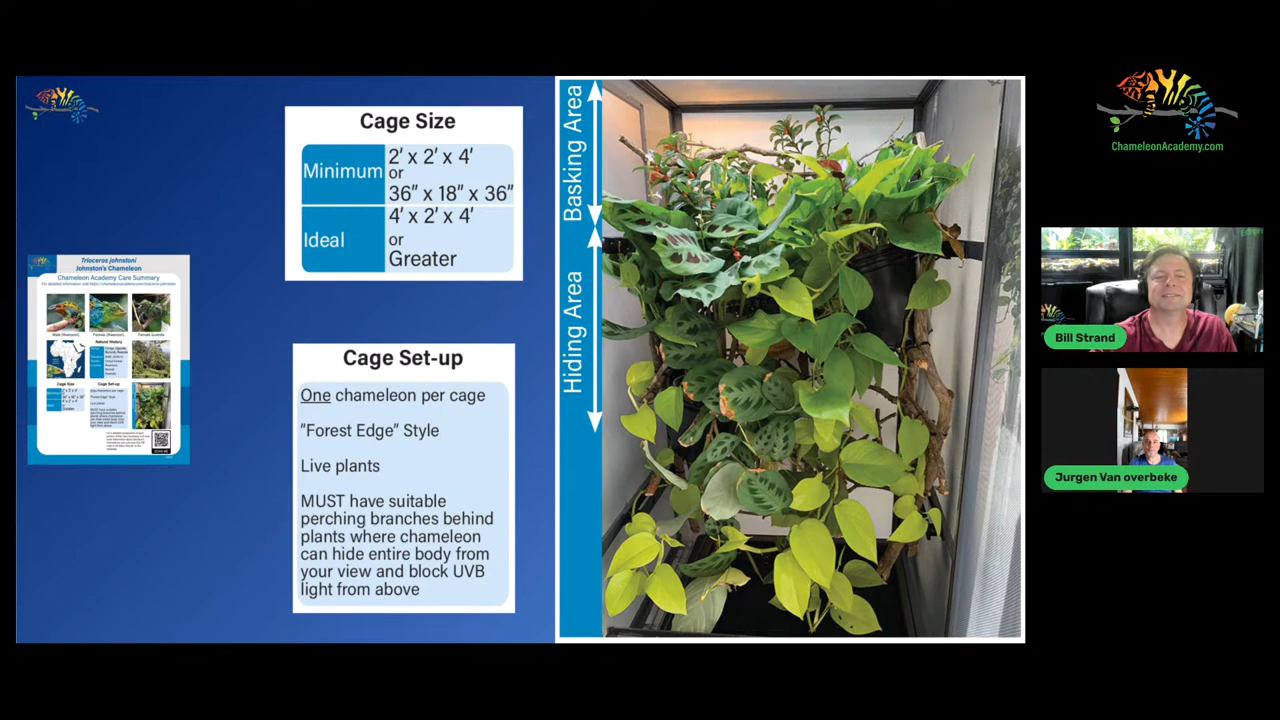 Cage Size
Minimum
2' x 2' x 4'
or
36" x 18" x 36"
Ideal
4' x 2' x 4'
or
Greater
Trioceros johnstoni
Johnston's Chameleon
Chameleon Academy Care Summary
Natural History
Cage Size
Cage Set-up
Cage Set-up
One chameleon per cage
"Forest Edge" Style
Live plants
MUST have suitable
perching branches behind
plants where chameleon
can hide entire body from
your view and block UVB
light from above
Basking Area
Hiding Area
ChameleonAcademy.com
Bill Strand
Jurgen Van overbeke